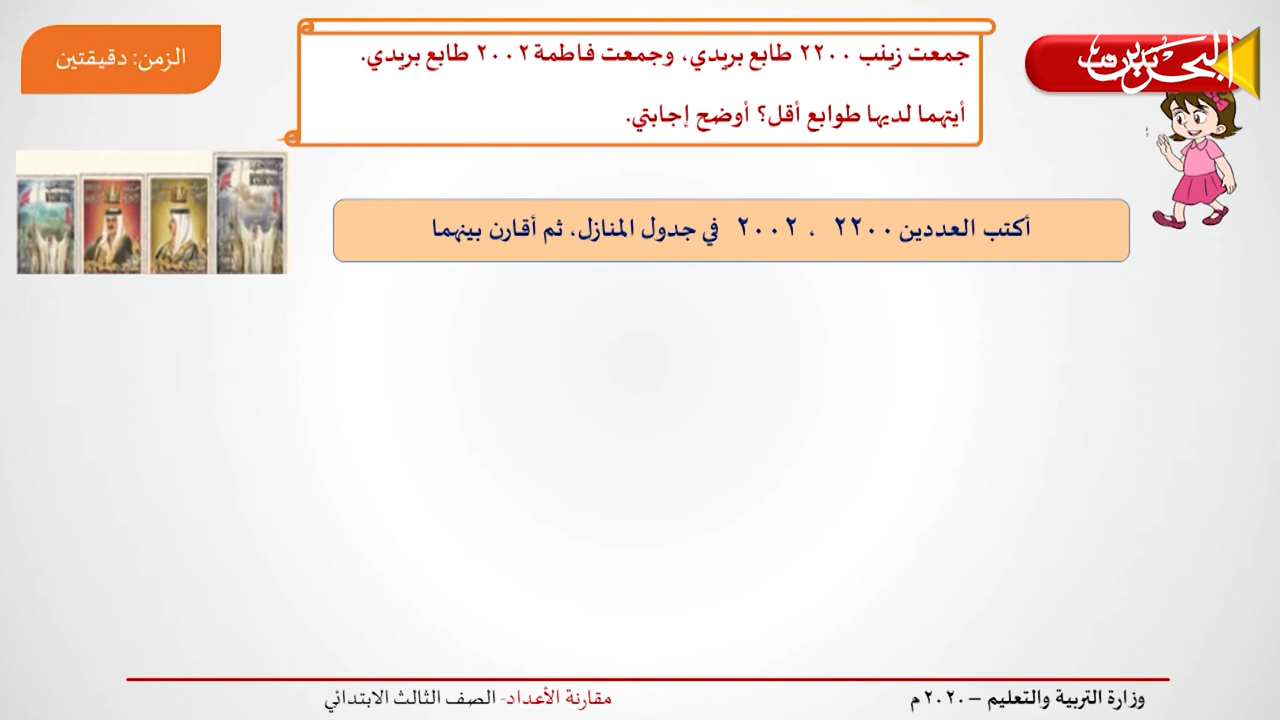 جمعت زينب ٢٢٠٠ طابع بريدي، وجمعت فاطمة ٢٠٠٢ طابع بريدي.
أيتهما لديها طوابع أقل؟ أوضح إجابتي.
الزمن: دقيقتين
البحرين
أكتب العددين ٢٢٠٠ ، ٢٠٠٢ في جدول المنازل، ثم أقارن بينهما
وزارة التربية والتعليم – ٢٠٢٠م
مقارنة الأعداد- الصف الثالث الابتدائي